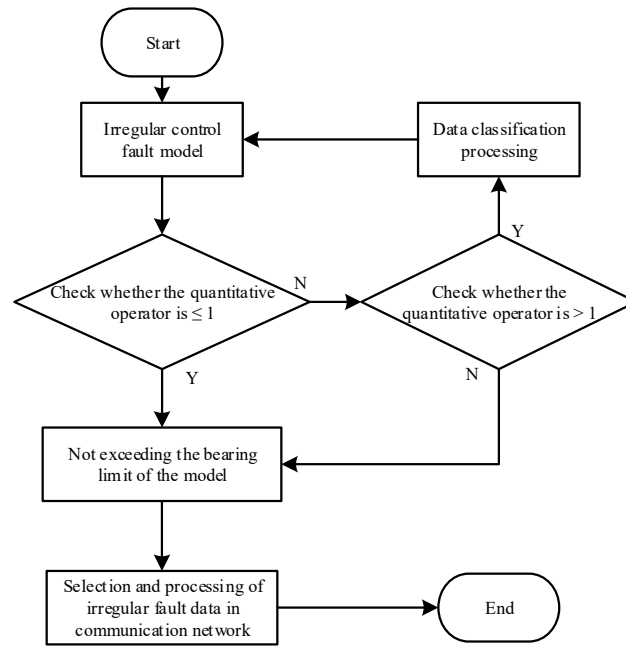 Start
Irregular control
fault model
Data classification
processing
Y
Check whether the quantitative
operator is ≤ 1
N
Check whether the
quantitative operator is > 1
Y
N
Not exceeding the bearing
limit of the model
Selection and processing of
irregular fault data in
communication network
End